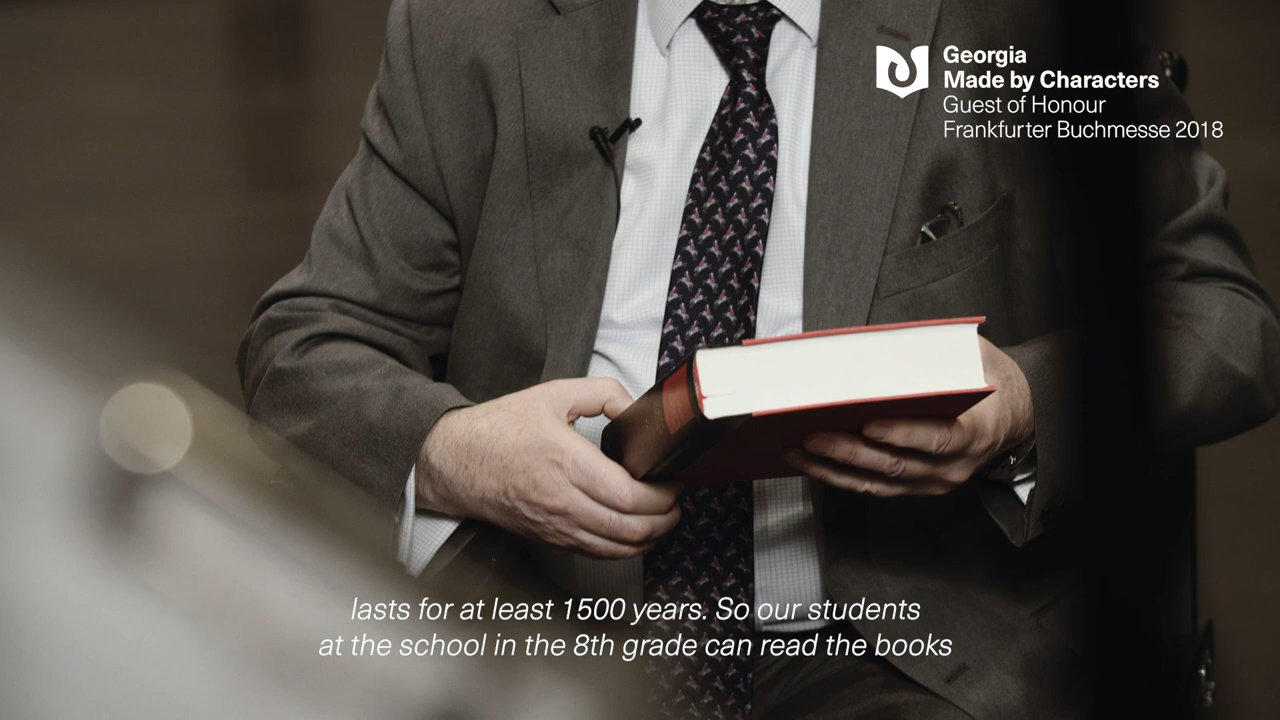 Georgia
Made by Characters
Guest of Honour
Frankfurter Buchmesse 2018
lasts for at least 1500 years. So our students
at the school in the 8th grade can read the books